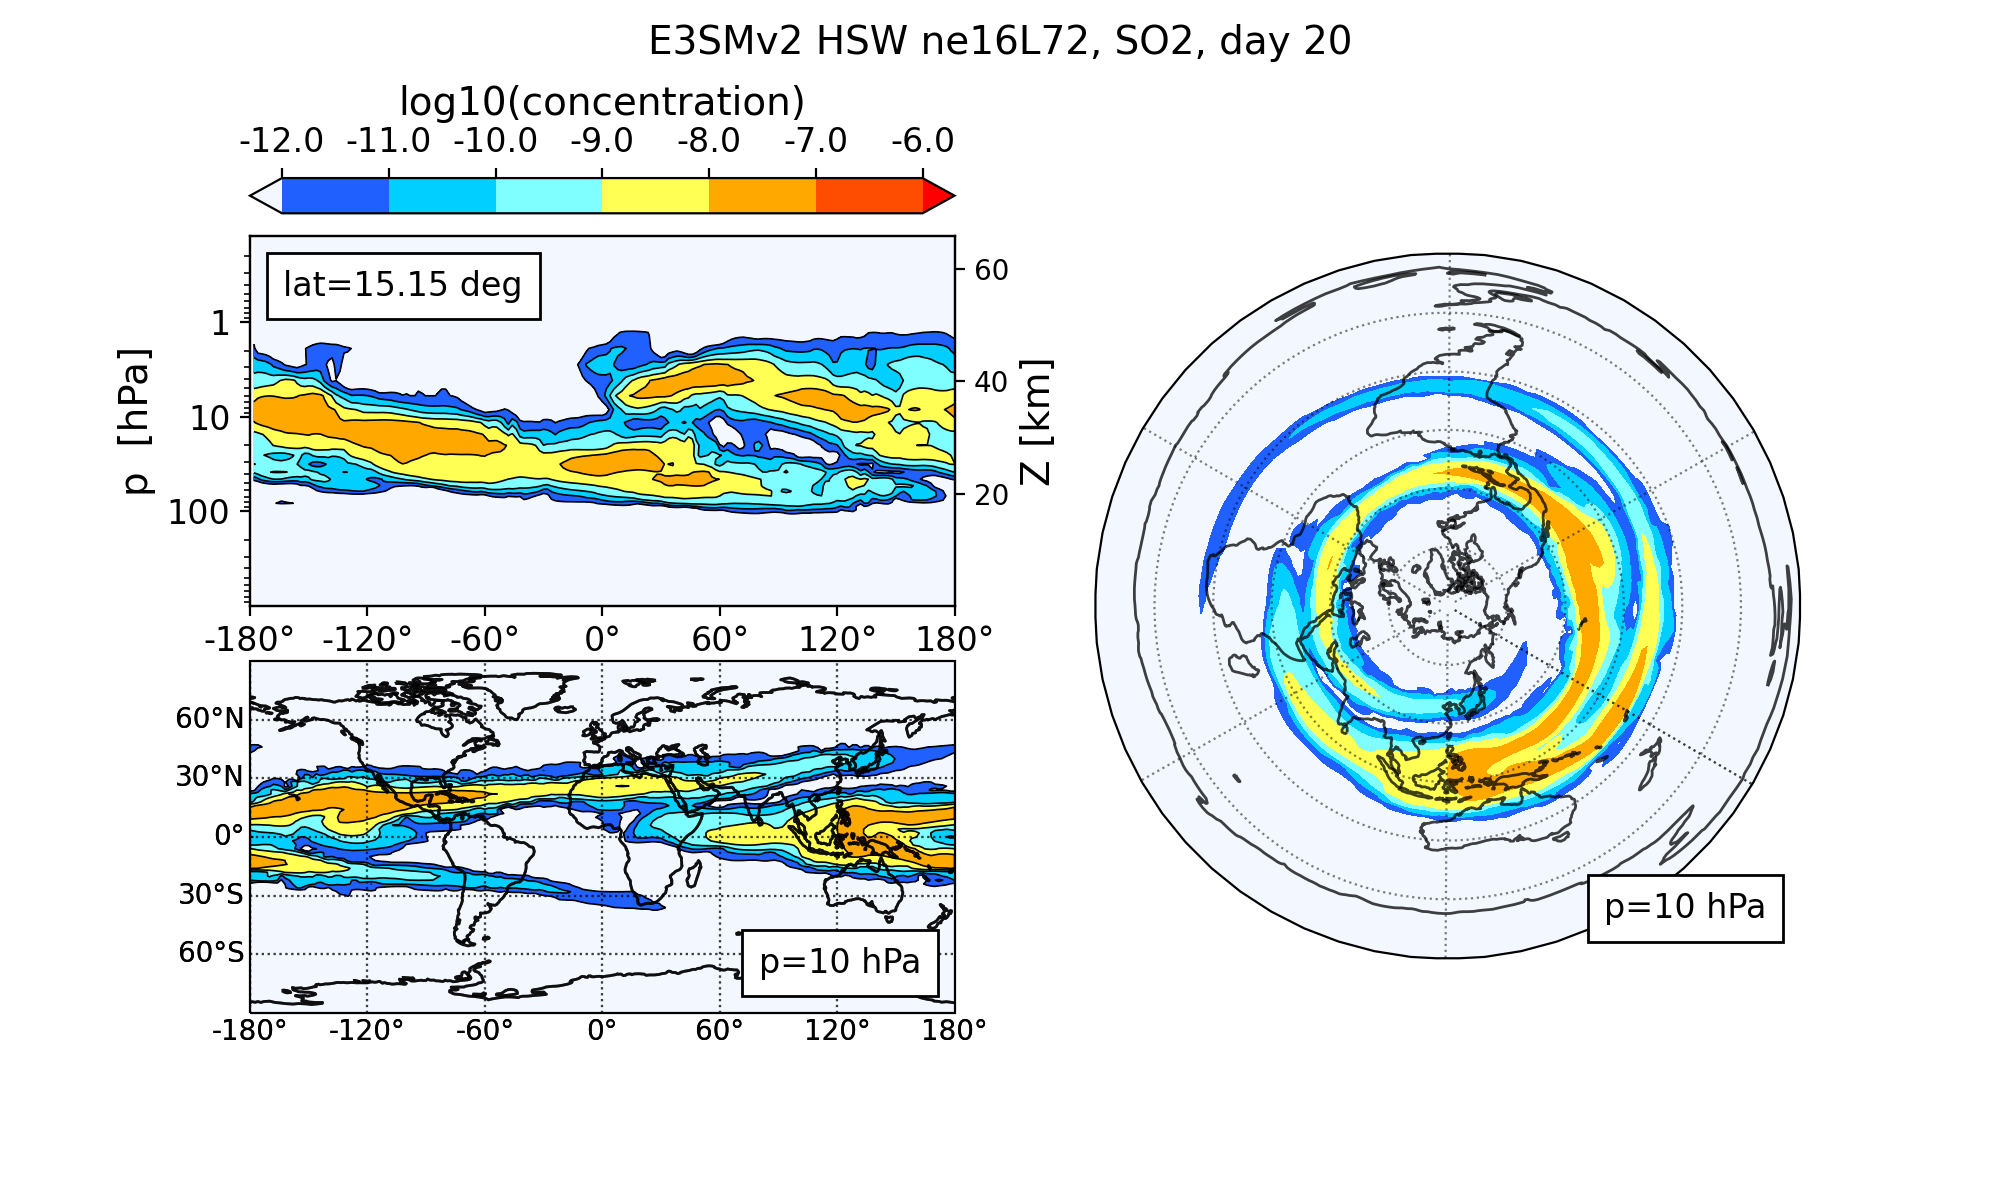 E3SMv2 HSW ne16L72, SO2, day 20
log10(concentration)
-12.0 -11.0 -10.0 -9.0 -8.0 -7.0 -6.0
lat=15.15 deg
p [hPa]
1
10
100
60
40
20
Z [km]
-180° -120° -60° 0° 60° 120° 180°
60°N
30°N
0°
30°S
60°S
p=10 hPa
-180° -120° -60° 0° 60° 120° 180°
p=10 hPa